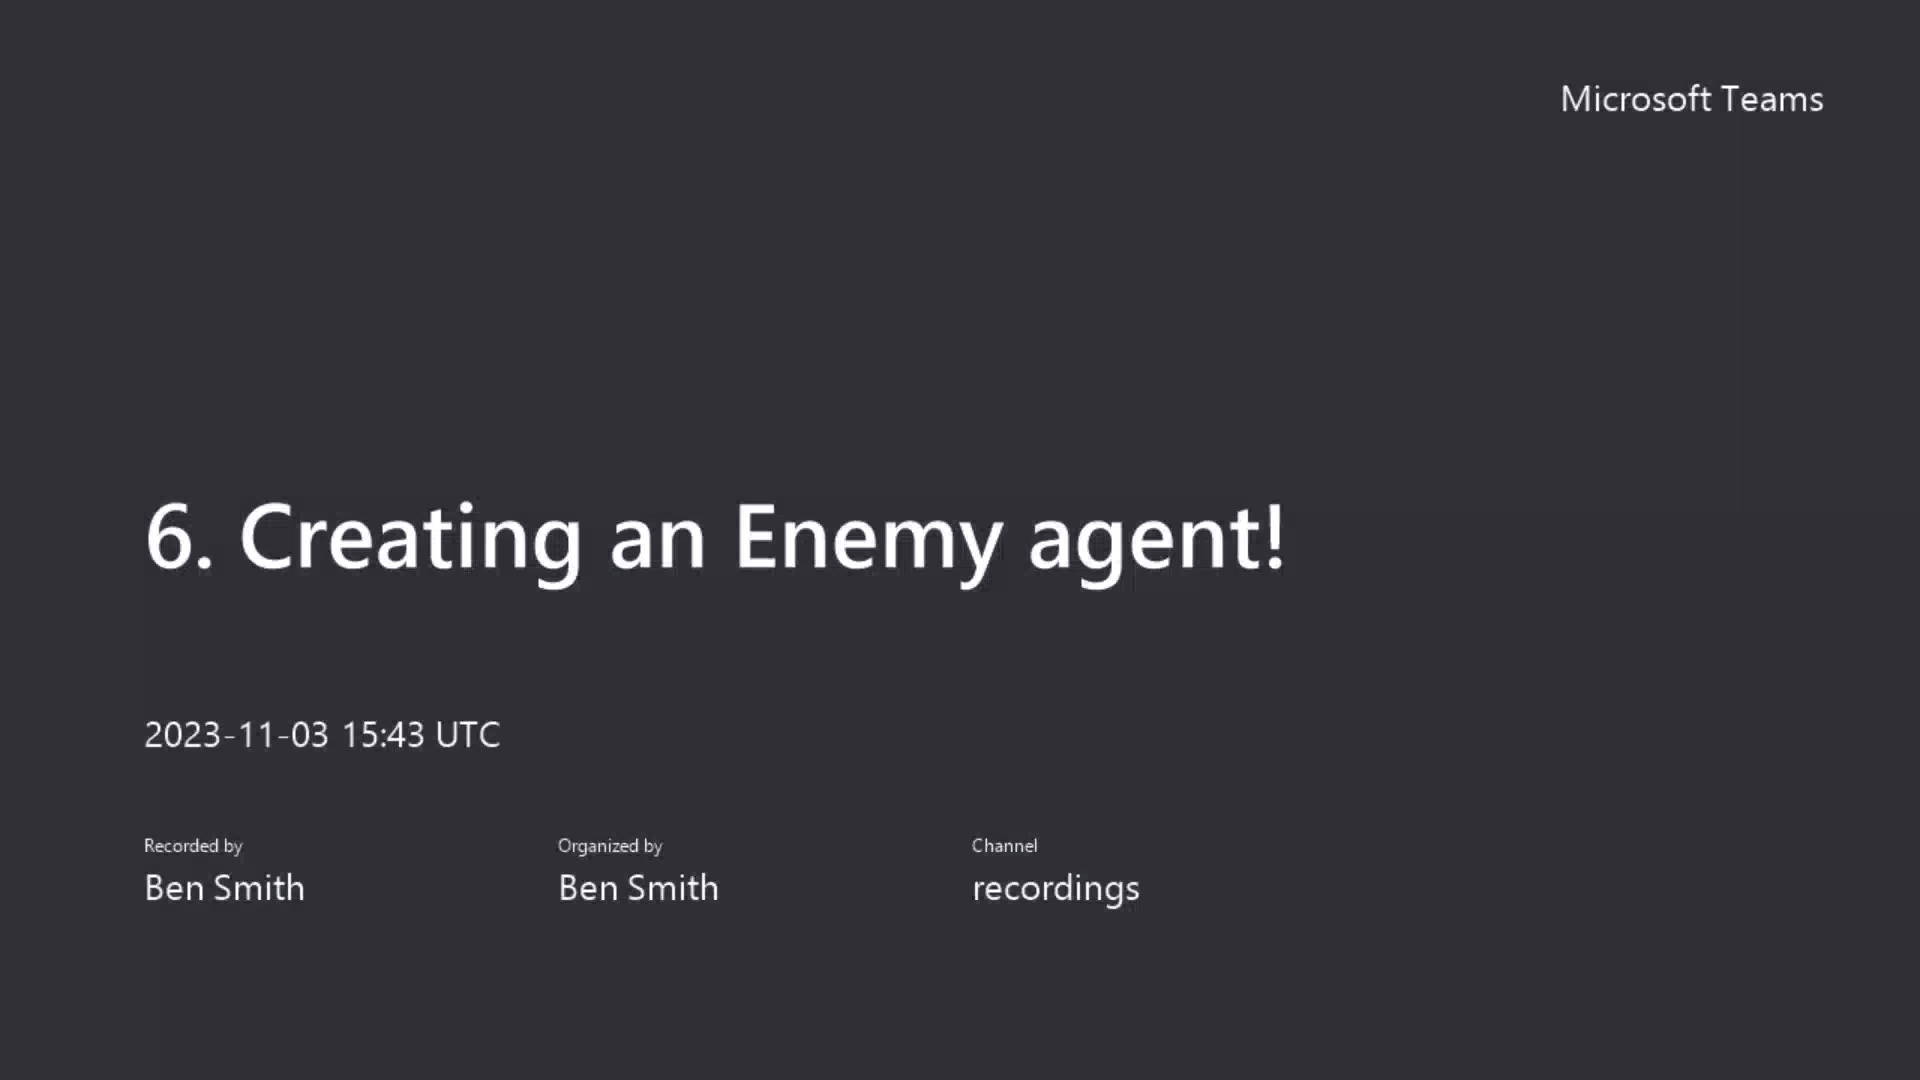 Microsoft Teams
6. Creating an Enemy agent!
2023-11-03 15:43 UTC
Recorded by
Ben Smith
Organized by
Ben Smith
Channel
recordings